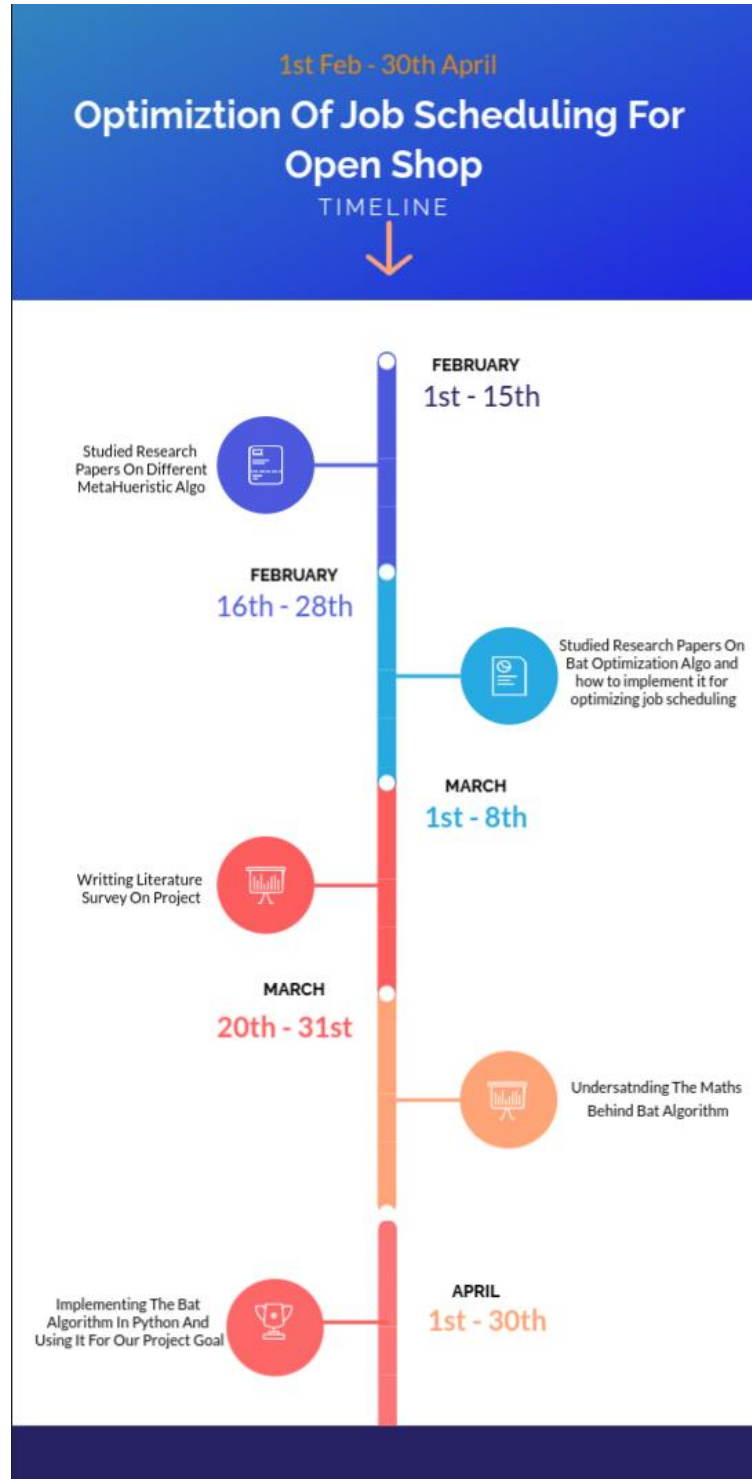 1st Feb - 30th April
Optimiztion Of Job Scheduling For
Open Shop
TIMELINE
FEBRUARY
1st - 15th
Studied Research
Papers On Different
MetaHueristic Algo
FEBRUARY
16th - 28th
Studied Research Papers On
Bat Optimization Algo and
how to implement it for
optimizing job scheduling
MARCH
1st - 8th
Writting Literature
Survey On Project
MARCH
20th - 31st
Undersatnding The Maths
Behind Bat Algorithm
APRIL
1st - 30th
Implementing The Bat
Algorithm In Python And
Using It For Our Project Goal